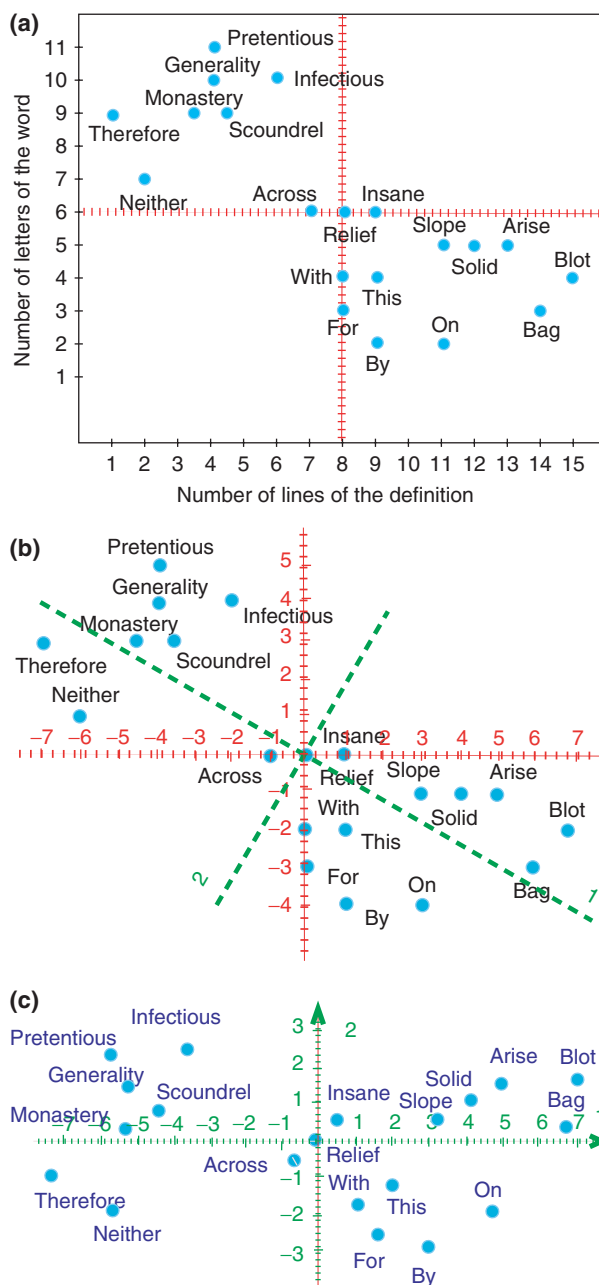 (a)
Pretentious
11
Generality
10
Infectious
Monastery
9
Therefore
Scoundrel
8
7
Neither
Across
Insane
6
Relief
Slope
Arise
5
Solid
Blot
With
4
This
3
For
On
Bag
2
By
1
Number of letters of the word
1 2 3 4 5 6 7 8 9 10 11 12 13 14 15
Number of lines of the definition
(b)
Pretentious
5
Generality
4
Infectious
Monastery
3
Therefore
Scoundrel
2
Neither
1
Insane
−7 −6 −5 −4 −3 −2 −1 1 2 3 4 5 6 7
Across
Relief
Slope
Arise
−1
With
Solid
Blot
−2
This
−3
For
On
Bag
1
2
−4
By
(c)
Infectious
3
2
Pretentious
Arise
Blot
2
Generality
Solid
Scoundrel
Insane
Slope
Bag
1
Monastery
1
−7 −6 −5 −4 −3 −2 −1 1 2 3 4 5 6 7
Across
Relief
−1
With
Therefore
This
On
Neither
−2
For
−3
By